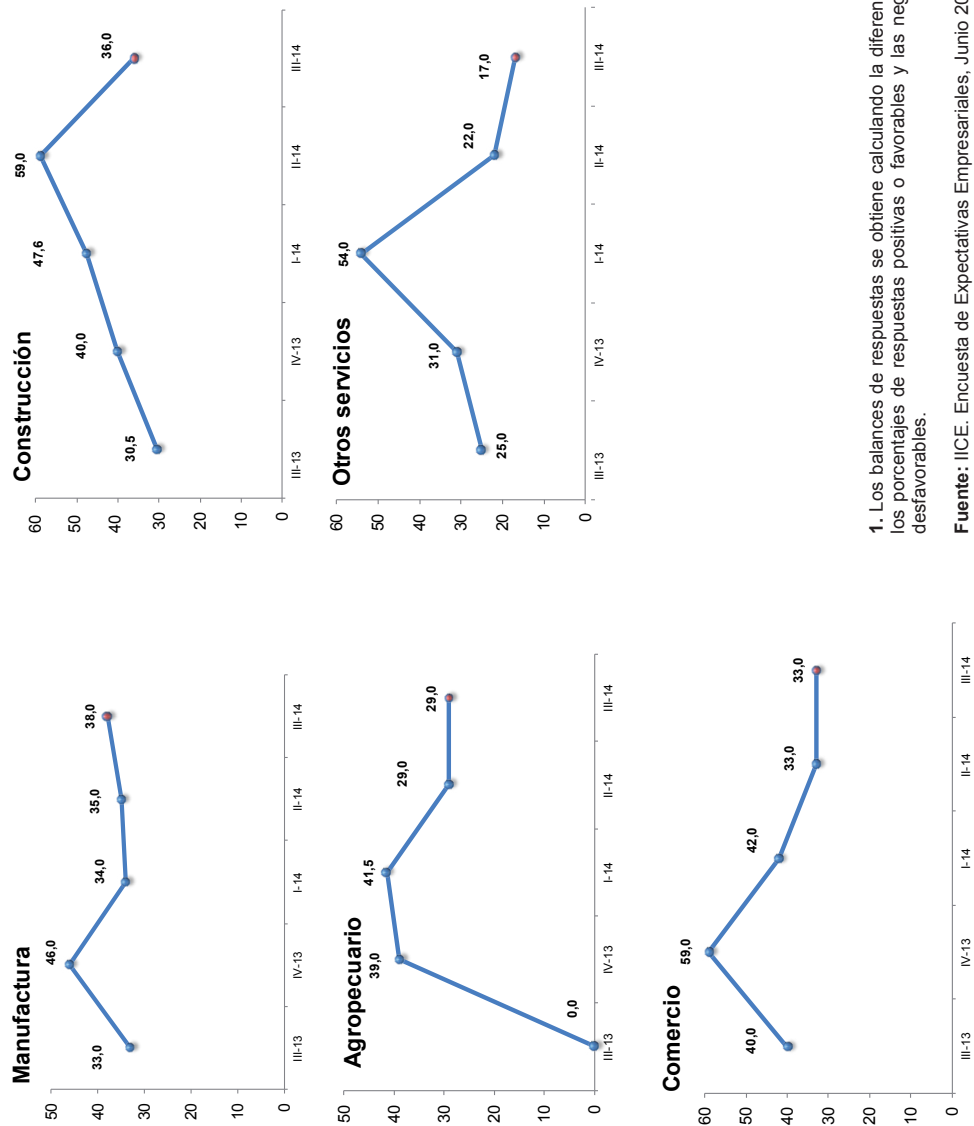 Manufactura
50
40
30
20
10
0
33,0
46,0
34,0
35,0
38,0
III-13
IV-13
I-14
II-14
III-14
Construcción
60
50
40
30
20
10
0
30,5
40,0
47,6
59,0
36,0
III-13
IV-13
I-14
II-14
III-14
Agropecuario
50
40
30
20
10
0
0,0
39,0
41,5
29,0
29,0
III-13
IV-13
I-14
II-14
III-14
Otros servicios
60
50
40
30
20
10
0
25,0
31,0
54,0
22,0
17,0
III-13
IV-13
I-14
II-14
III-14
Comercio
60
50
40
30
20
10
0
40,0
59,0
42,0
33,0
33,0
III-13
IV-13
I-14
II-14
III-14
1. Los balances de respuestas se obtiene calculando la
los porcentajes de respuestas positivas o favorables y las
desfavorables.
Fuente: IICE. Encuesta de Expectativas Empresariales, Junio